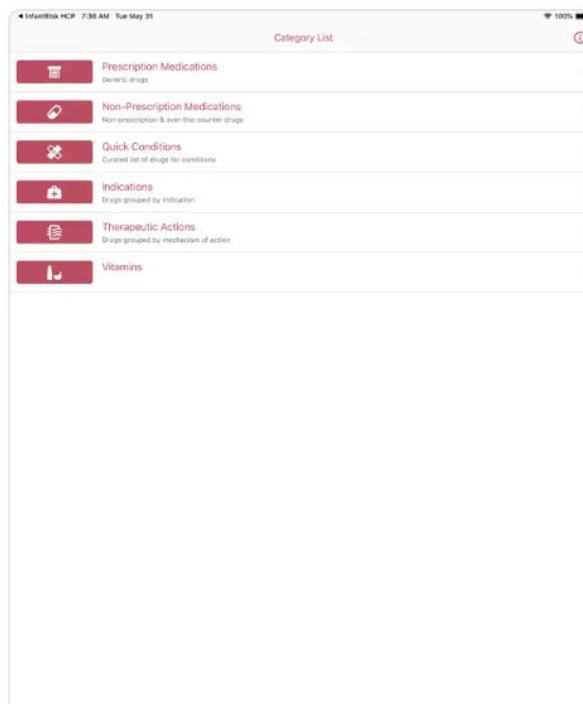 ◀ InfantRisk HCP 7:36 AM Tue May 31 100%
Category List
Prescription Medications
Generic drugs
Non-Prescription Medications
Non-prescription & over-the-counter drugs
Quick Conditions
Curated list of drugs for conditions
Indications
Drugs grouped by indication
Therapeutic Actions
Drugs grouped by mechanism of action
Vitamins